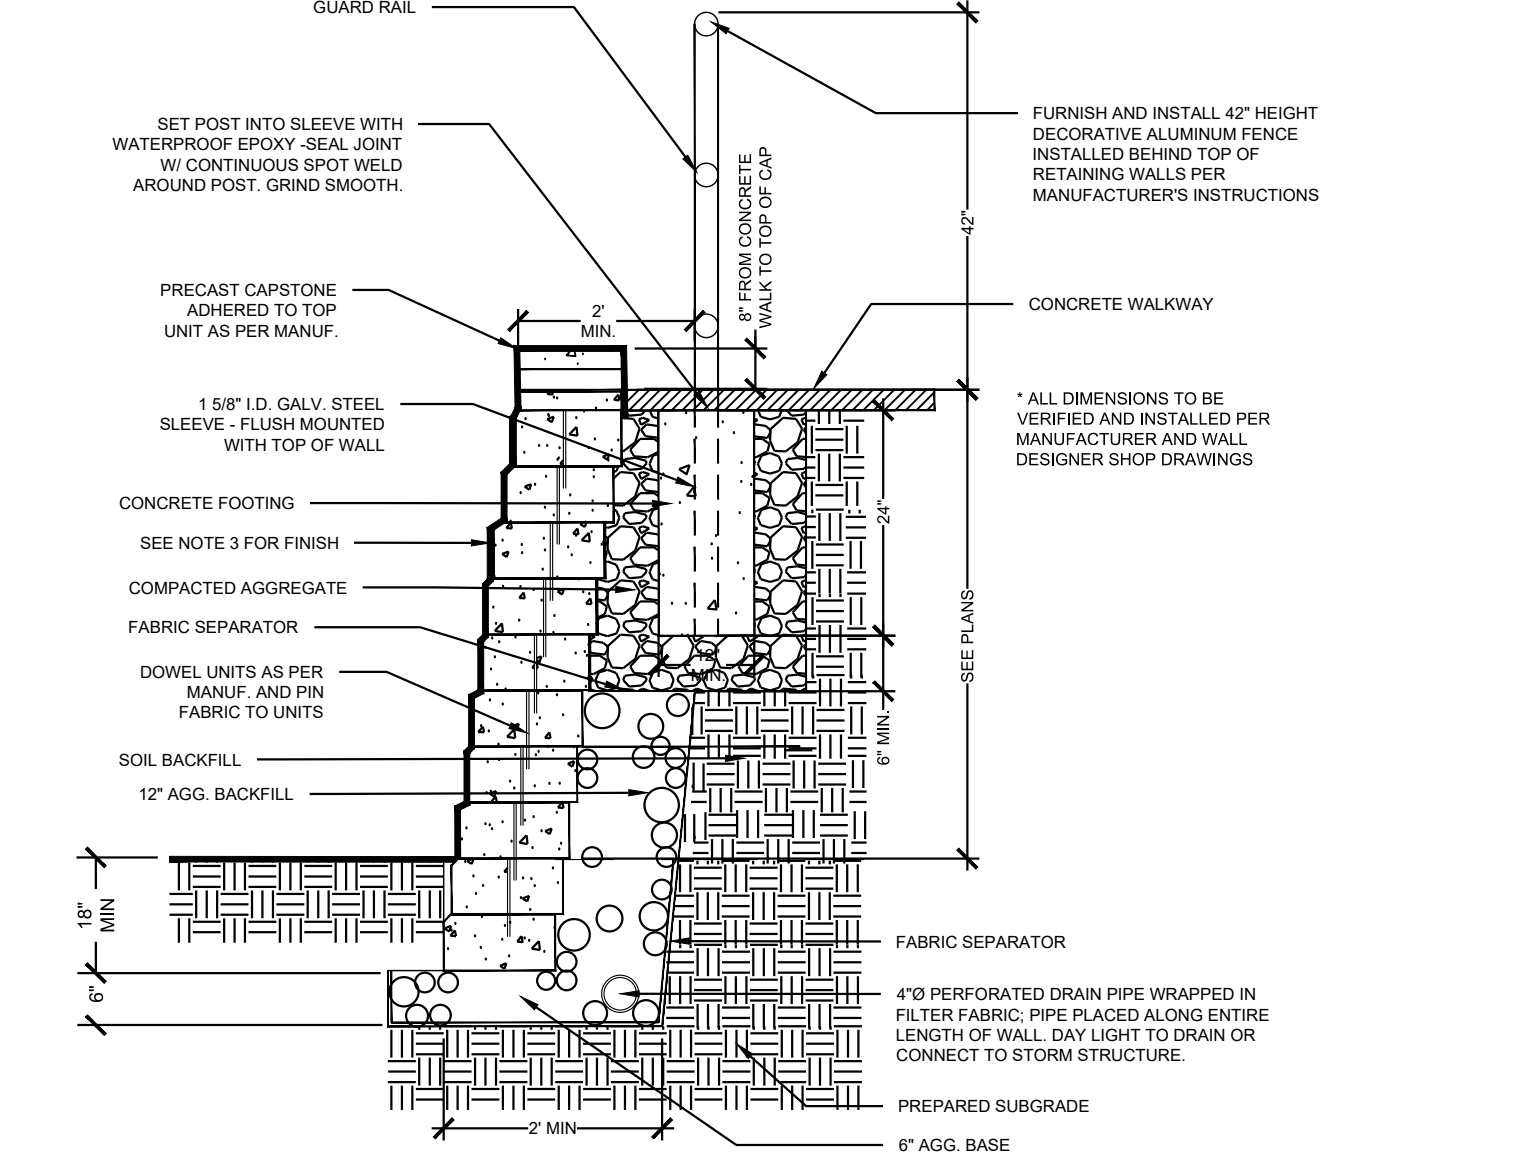 GUARD RAIL
SET POST INTO SLEEVE WITH
WATERPROOF EPOXY -SEAL JOINT
W/ CONTINUOUS SPOT WELD
AROUND POST. GRIND SMOOTH.
PRECAST CAPSTONE
ADHERED TO TOP
UNIT AS PER MANUF.
1 5/8" I.D. GALV. STEEL
SLEEVE - FLUSH MOUNTED
WITH TOP OF WALL
CONCRETE FOOTING
SEE NOTE 3 FOR FINISH
COMPACTED AGGREGATE
FABRIC SEPARATOR
DOWEL UNITS AS PER
MANUF. AND PIN
FABRIC TO UNITS
SOIL BACKFILL
12" AGG. BACKFILL
18"
MIN
6"
2'
MIN.
8" FROM CONCRETE
WALK TO TOP OF CAP
42"
24"
12"
MIN.
6" MIN.
SEE PLANS
2' MIN
FURNISH AND INSTALL 42" HEIGHT
DECORATIVE ALUMINUM FENCE
INSTALLED BEHIND TOP OF
RETAINING WALLS PER
MANUFACTURER'S INSTRUCTIONS
CONCRETE WALKWAY
* ALL DIMENSIONS TO BE
VERIFIED AND INSTALLED PER
MANUFACTURER AND WALL
DESIGNER SHOP DRAWINGS
FABRIC SEPARATOR
4"Ø PERFORATED DRAIN PIPE WRAPPED IN
FILTER FABRIC; PIPE PLACED ALONG ENTIRE
LENGTH OF WALL. DAY LIGHT TO DRAIN OR
CONNECT TO STORM STRUCTURE.
PREPARED SUBGRADE
6" AGG. BASE